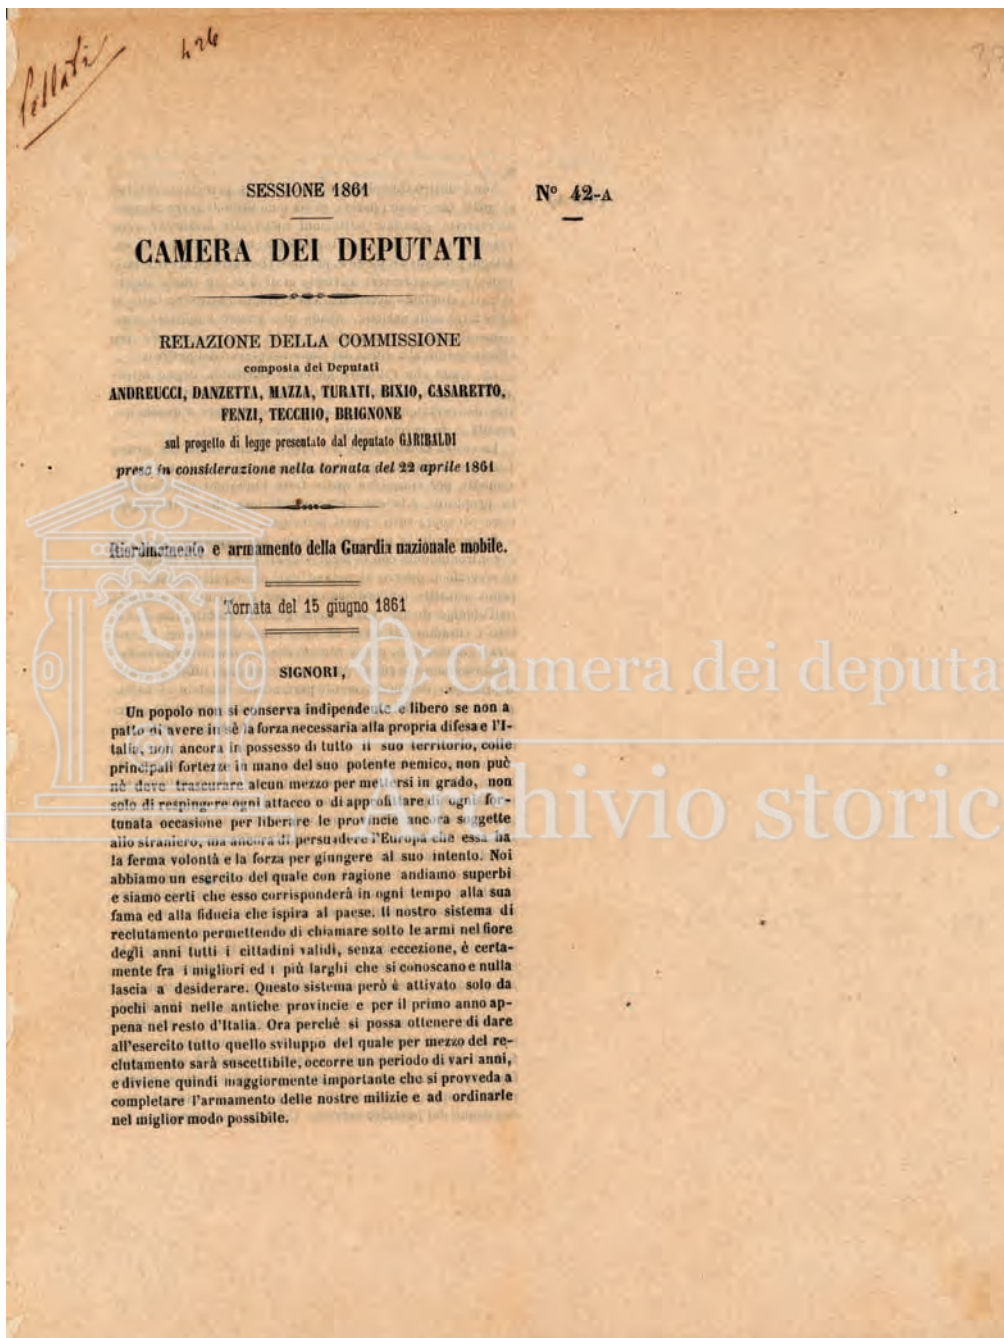 426
SESSIONE 1861
Nº 42-A
CAMERA DEI DEPUTATI
RELAZIONE DELLA COMMISSIONE
composta dei Deputati
ANDREUCCI, DANZETTA, MAZZA, TURATI, BIXIO, CASARETTO,
FENZI, TECCHIO, BRIGNONE
sul progetto di legge presentato dal deputato GARIBALDI
preso in considerazione nella tornata del 22 aprile 1861
Riordinamento e armamento della Guardia nazionale mobile.
Tornata del 15 giugno 1861
SIGNORI,
Un popolo non si conserva indipendente e libero se non a
patto di avere in sè la forza necessaria alla propria difesa e l'I-
talia, non ancora in possesso di tutto il suo territorio, colle
principali fortezze in mano del suo potente nemico, non può
nè deve trascurare alcun mezzo per mettersi in grado, non
solo di respingere ogni attacco o di approfittare di ogni for-
tunata occasione per liberare le provincie ancora soggette
allo straniero, ma ancora di persuadere l'Europa che essa ha
la ferma volontà e la forza per giungere al suo intento. Noi
abbiamo un esercito del quale con ragione andiamo superbi
e siamo certi che esso corrisponderà in ogni tempo alla sua
fama ed alla fiducia che ispira al paese. Il nostro sistema di
reclutamento permettendo di chiamare sotto le armi nel fiore
degli anni tutti i cittadini validi, senza eccezione, è certa-
mente fra i migliori ed i più larghi che si conoscano e nulla
lascia a desiderare. Questo sistema però è attivato solo da
pochi anni nelle antiche provincie e per il primo anno ap-
pena nel resto d'Italia. Ora perchè si possa ottenere di dare
all'esercito tutto quello sviluppo del quale per mezzo del re-
clutamento sarà suscettibile, occorre un periodo di vari anni,
e diviene quindi maggiormente importante che si provveda a
completare l'armamento delle nostre milizie e ad ordinarle
nel miglior modo possibile.
Camera dei deputa
chivio storic